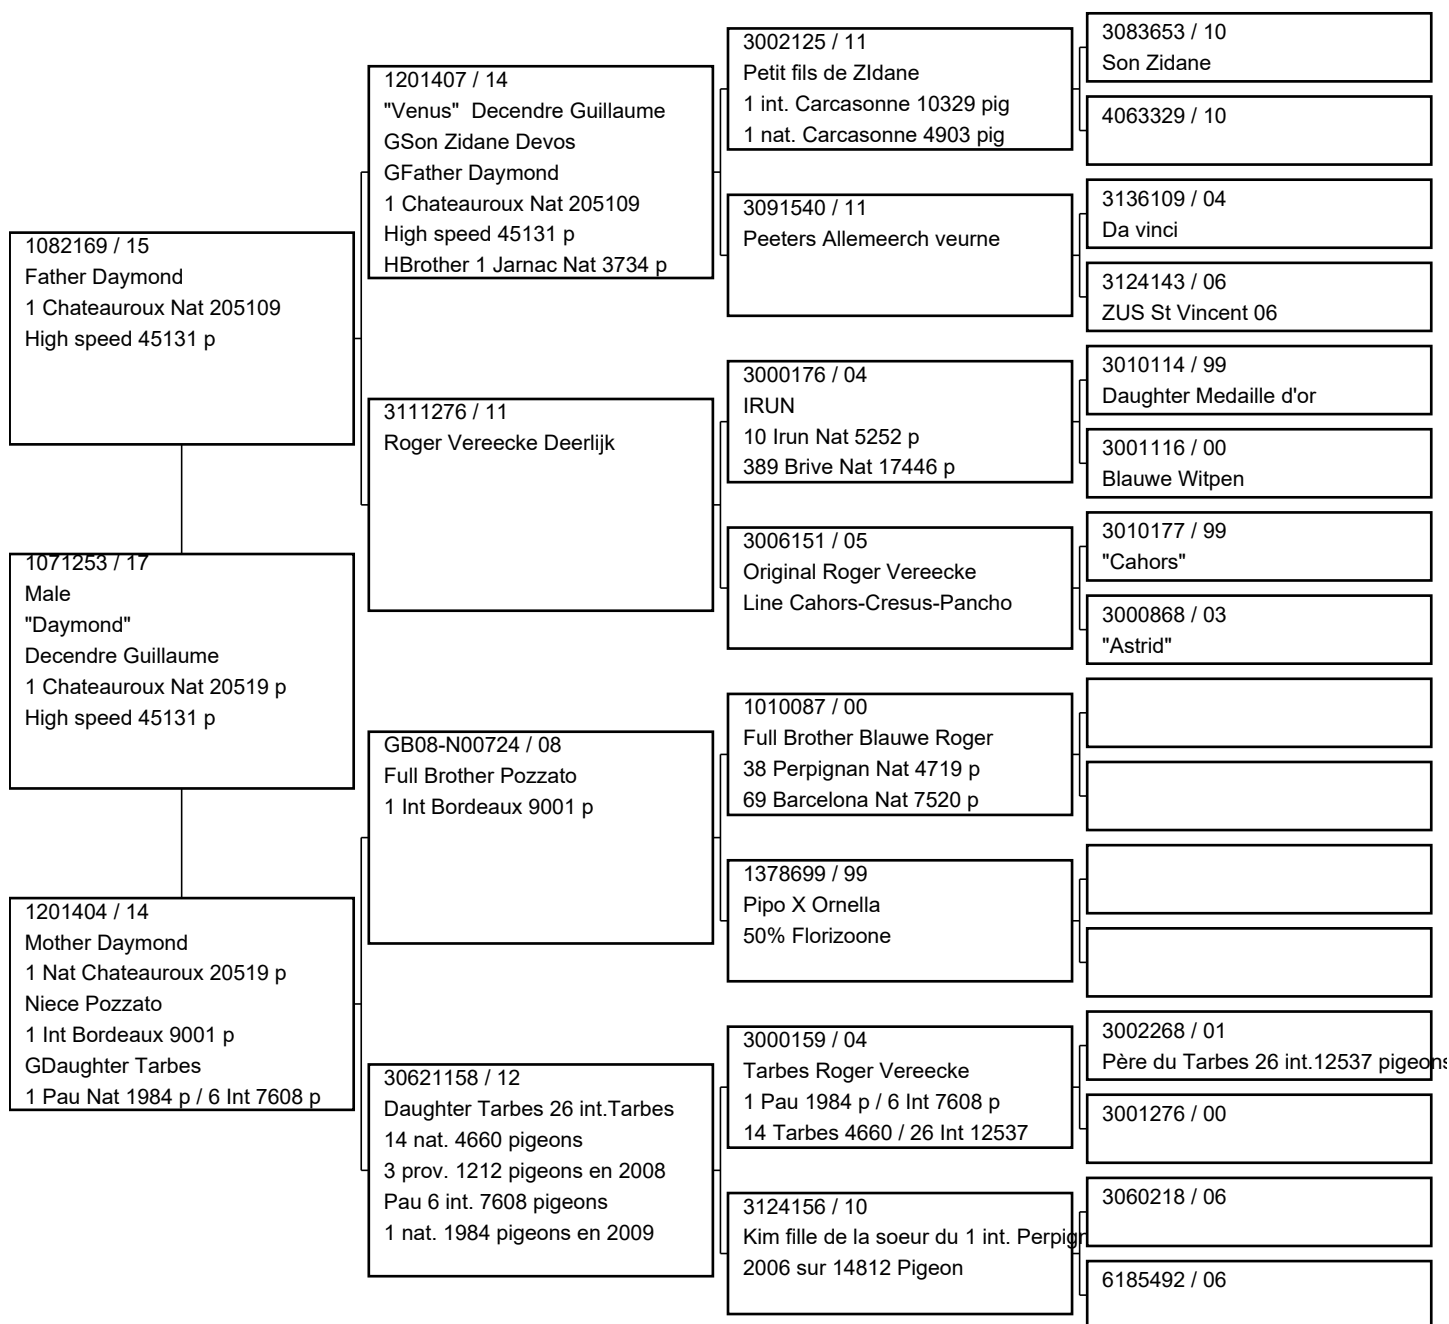 1082169 / 15
Father Daymond
1 Chateauroux Nat 205109
High speed 45131 p
1071253 / 17
Male
"Daymond"
Decendre Guillaume
1 Chateauroux Nat 20519 p
High speed 45131 p
1201404 / 14
Mother Daymond
1 Nat Chateauroux 20519 p
Niece Pozzato
1 Int Bordeaux 9001 p
GDaughter Tarbes
1 Pau Nat 1984 p / 6 Int 7608 p
1201407 / 14
"Venus"  Decendre Guillaume
GSon Zidane Devos
GFather Daymond
1 Chateauroux Nat 205109
High speed 45131 p
HBrother 1 Jarnac Nat 3734 p
3111276 / 11
Roger Vereecke Deerlijk
GB08-N00724 / 08
Full Brother Pozzato
1 Int Bordeaux 9001 p
30621158 / 12
Daughter Tarbes 26 int.Tarbes
14 nat. 4660 pigeons
3 prov. 1212 pigeons en 2008
Pau 6 int. 7608 pigeons
1 nat. 1984 pigeons en 2009
3002125 / 11
Petit fils de ZIdane
1 int. Carcasonne 10329 pig
1 nat. Carcasonne 4903 pig
3091540 / 11
Peeters Allemeerch veurne
3000176 / 04
IRUN
10 Irun Nat 5252 p
389 Brive Nat 17446 p
3006151 / 05
Original Roger Vereecke
Line Cahors-Cresus-Pancho
1010087 / 00
Full Brother Blauwe Roger
38 Perpignan Nat 4719 p
69 Barcelona Nat 7520 p
1378699 / 99
Pipo X Ornella
50% Florizoone
3000159 / 04
Tarbes Roger Vereecke
1 Pau 1984 p / 6 Int 7608 p
14 Tarbes 4660 / 26 Int 12537
3124156 / 10
Kim fille de la soeur du 1 int. Perpign
2006 sur 14812 Pigeon
3083653 / 10
Son Zidane
4063329 / 10
3136109 / 04
Da vinci
3124143 / 06
ZUS St Vincent 06
3010114 / 99
Daughter Medaille d'or
3001116 / 00
Blauwe Witpen
3010177 / 99
"Cahors"
3000868 / 03
"Astrid"
3002268 / 01
Père du Tarbes 26 int.12537 pigeons
3001276 / 00
3060218 / 06
6185492 / 06